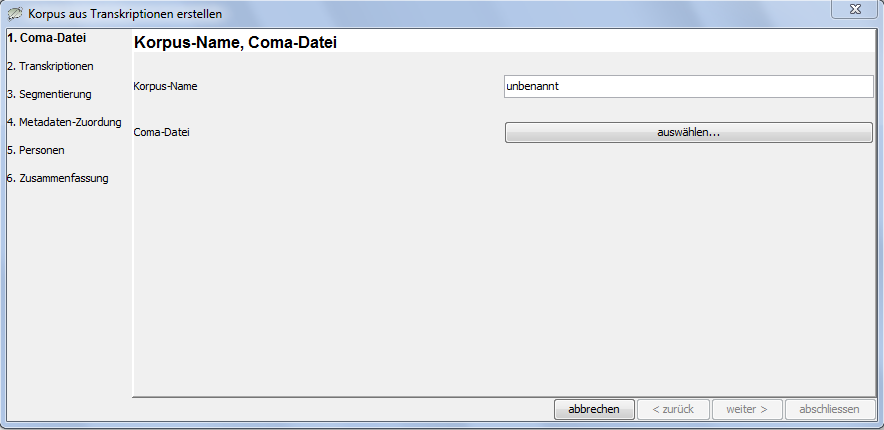 Korpus aus Transkriptionen erstellen
1. Coma-Datei
2. Transkriptionen
3. Segmentierung
4. Metadaten-Zuordung
5. Personen
6. Zusammenfassung
Korpus-Name, Coma-Datei
Korpus-Name
unbenannt
Coma-Datei
auswählen...
abbrechen
< zurück
weiter >
abschliessen